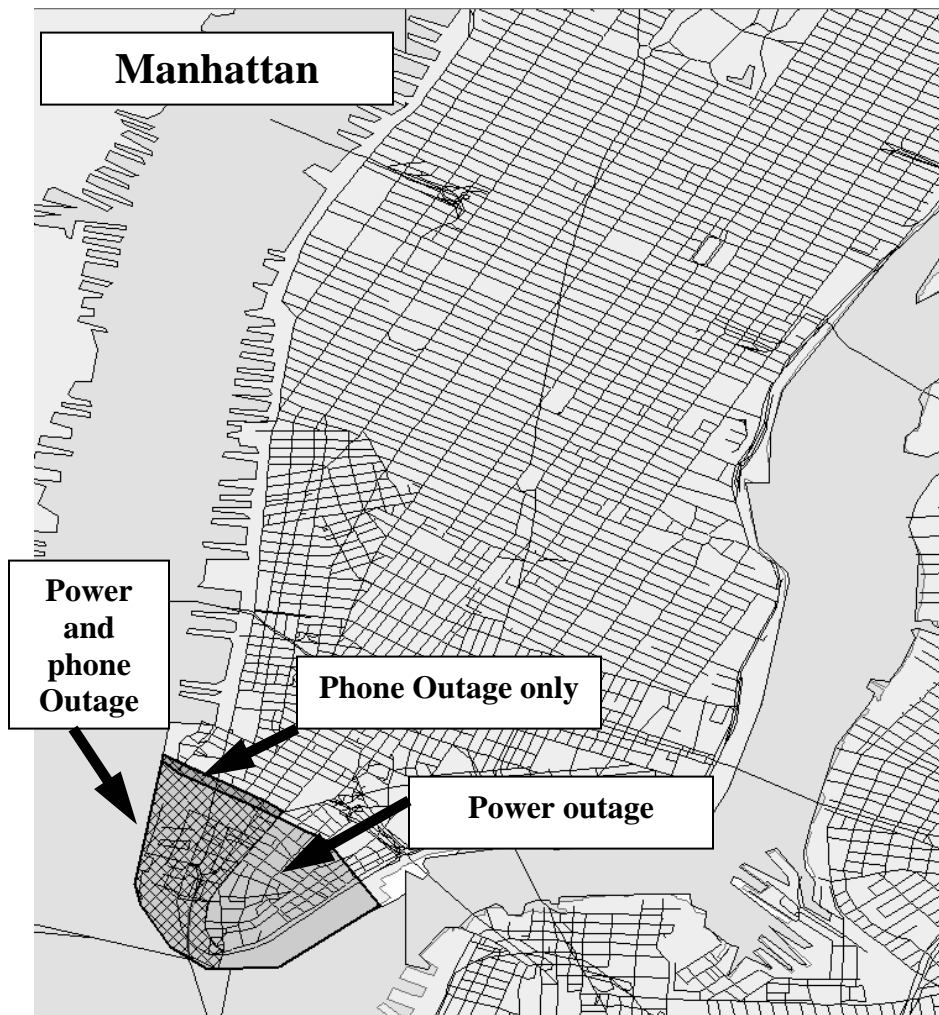 Manhattan
Power
and
phone
Outage
Phone Outage only
Power outage